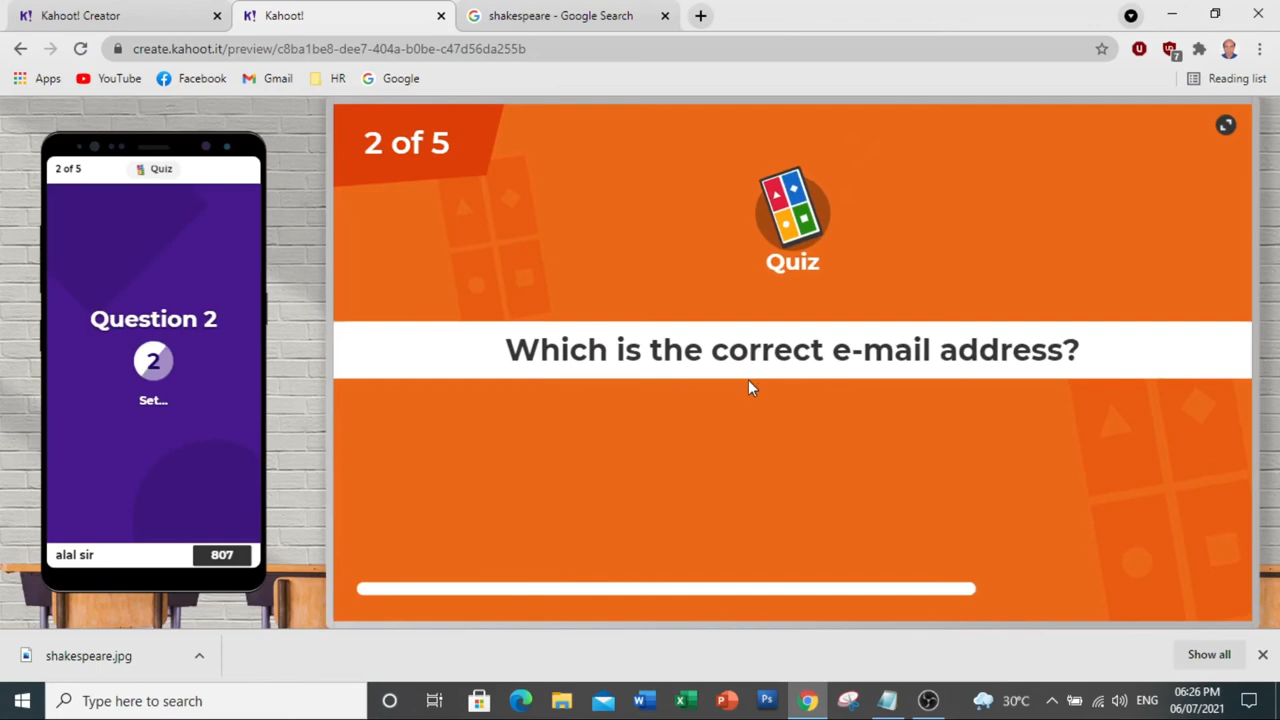 K! Kahoot! Creator
K! Kahoot!
shakespeare - Google Search
create.kahoot.it/preview/c8ba1be8-dee7-404a-b0be-c47d56da255b
7
Apps
YouTube
Facebook
Gmail
HR
Google
Reading list
2 of 5
Quiz
Question 2
2
Set...
alal sir
807
2 of 5
Quiz
Which is the correct e-mail address?
shakespeare.jpg
Show all
Type here to search
30°C
ENG
06:26 PM
06/07/2021